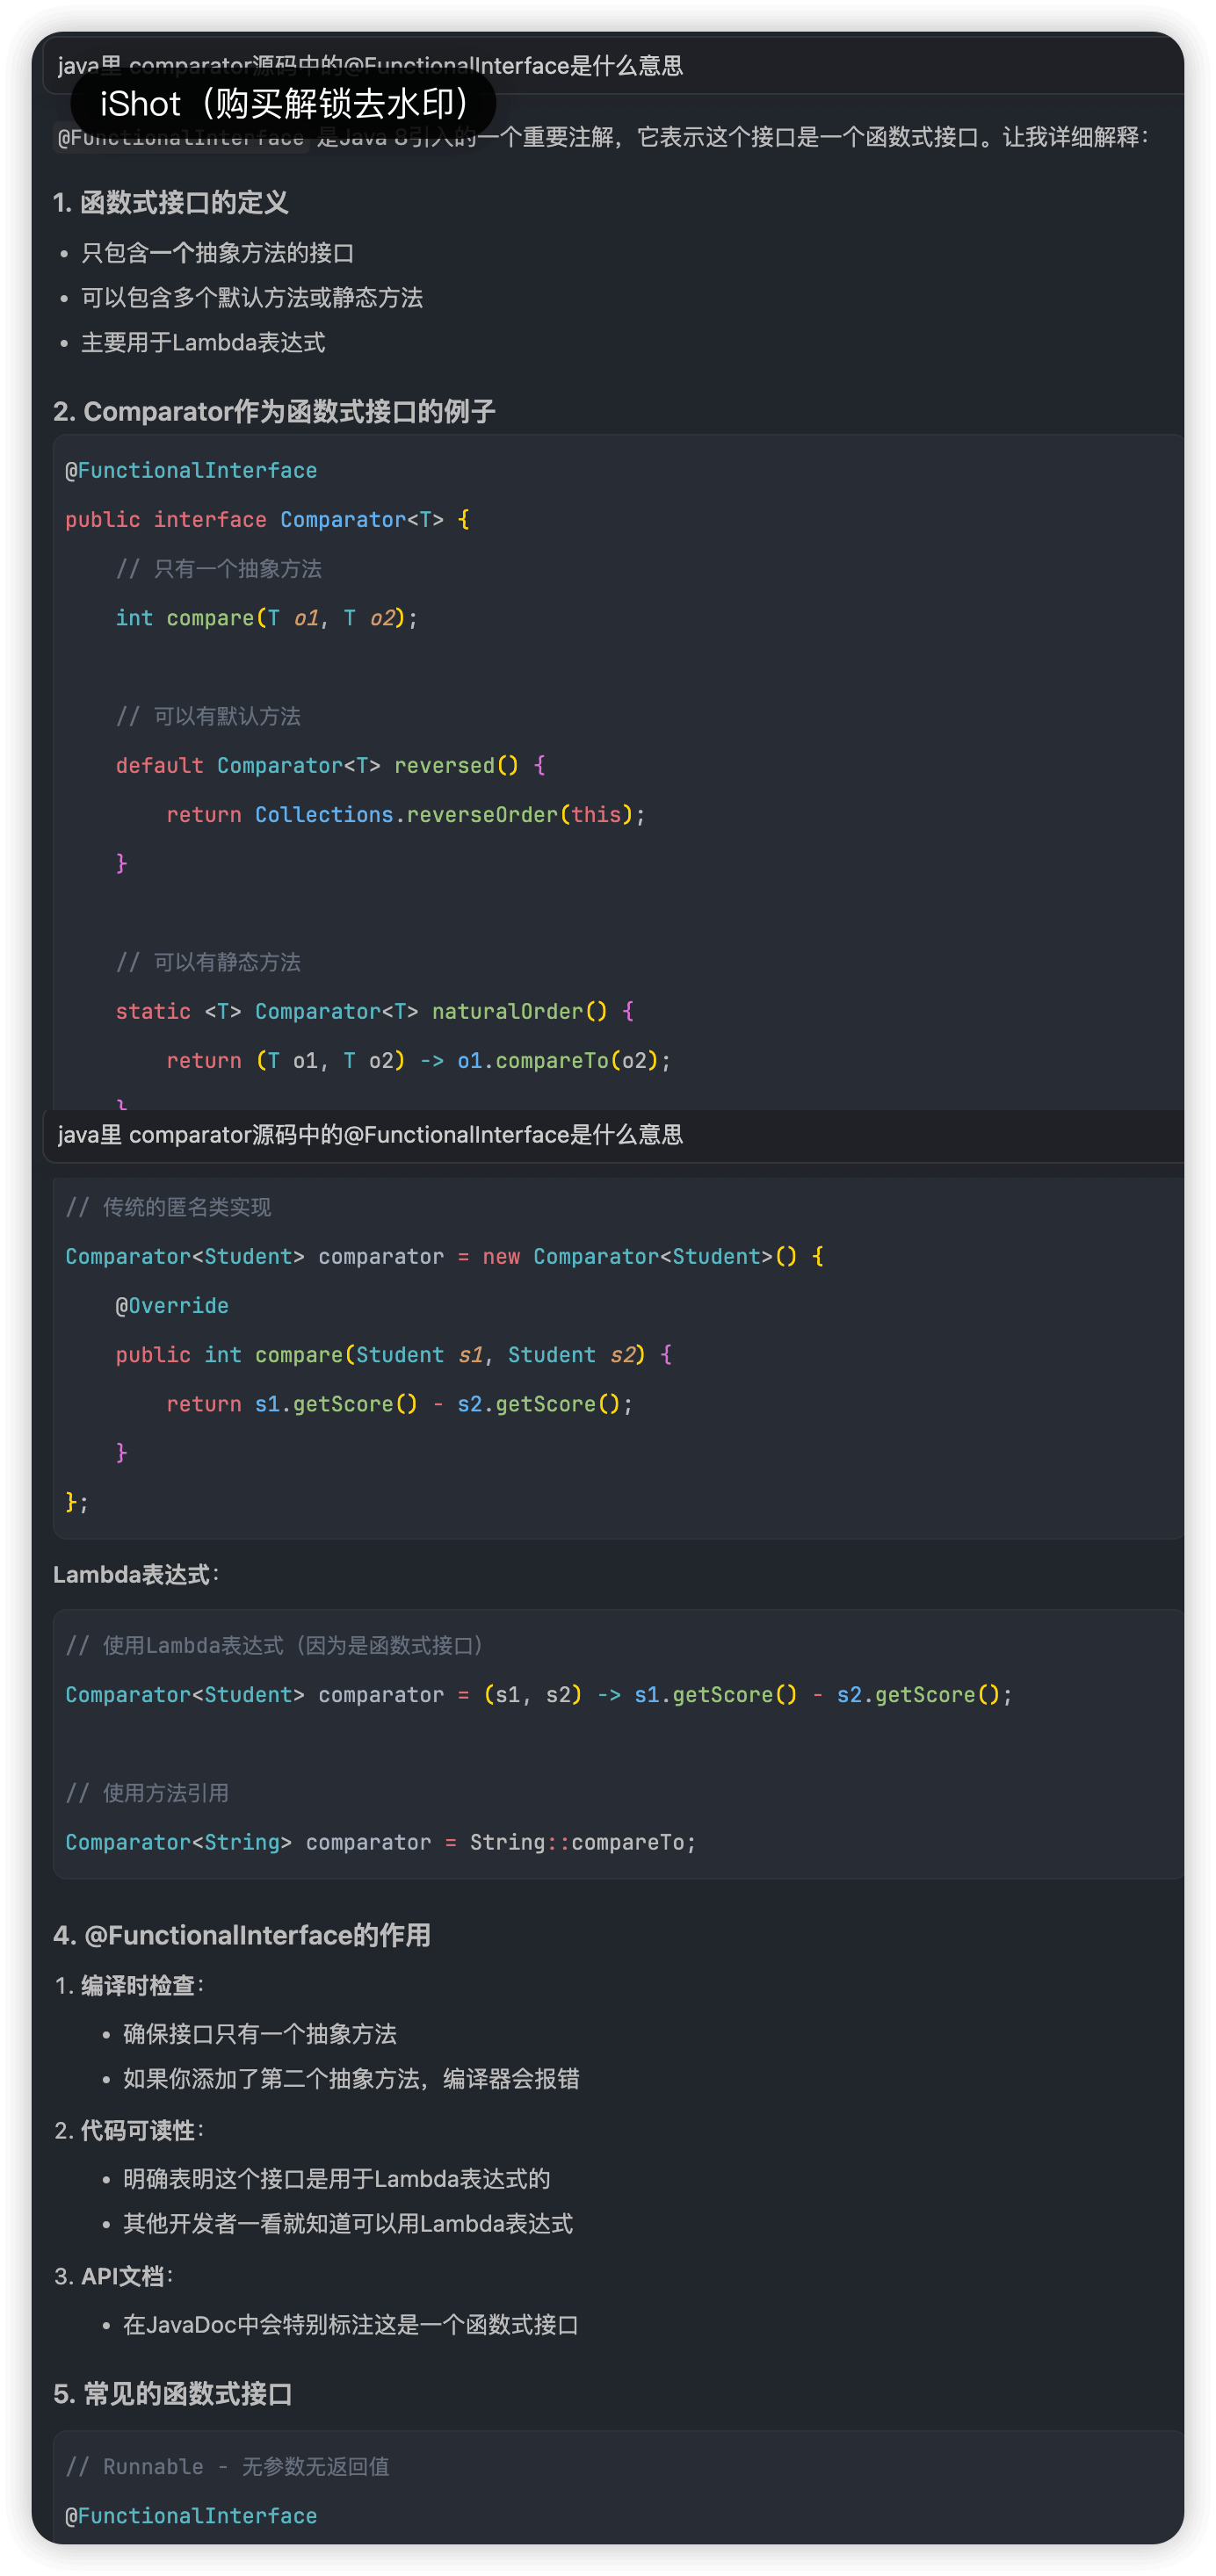 java里 comparator源码中的@FunctionalInterface是什么意思
iShot（购买解锁去水印）
@FunctionalInterface 是Java 8引入的一个重要注解，它表示这个接口是一个函数式接口。让我详细解释：
1. 函数式接口的定义
• 只包含一个抽象方法的接口
• 可以包含多个默认方法或静态方法
• 主要用于Lambda表达式
2. Comparator作为函数式接口的例子
@FunctionalInterface
public interface Comparator<T> {
// 只有一个抽象方法
int compare(T o1, T o2);
// 可以有默认方法
default Comparator<T> reversed() {
return Collections.reverseOrder(this);
}
// 可以有静态方法
static <T> Comparator<T> naturalOrder() {
return (T o1, T o2) -> o1.compareTo(o2);
}
java里 comparator源码中的@FunctionalInterface是什么意思
// 传统的匿名类实现
Comparator<Student> comparator = new Comparator<Student>() {
@Override
public int compare(Student s1, Student s2) {
return s1.getScore() - s2.getScore();
}
};
Lambda表达式：
// 使用Lambda表达式（因为是函数式接口）
Comparator<Student> comparator = (s1, s2) -> s1.getScore() - s2.getScore();
// 使用方法引用
Comparator<String> comparator = String::compareTo;
4. @FunctionalInterface的作用
1. 编译时检查：
• 确保接口只有一个抽象方法
• 如果你添加了第二个抽象方法，编译器会报错
2. 代码可读性：
• 明确表明这个接口是用于Lambda表达式的
• 其他开发者一看就知道可以用Lambda表达式
3. API文档：
• 在JavaDoc中会特别标注这是一个函数式接口
5. 常见的函数式接口
// Runnable - 无参数无返回值
@FunctionalInterface